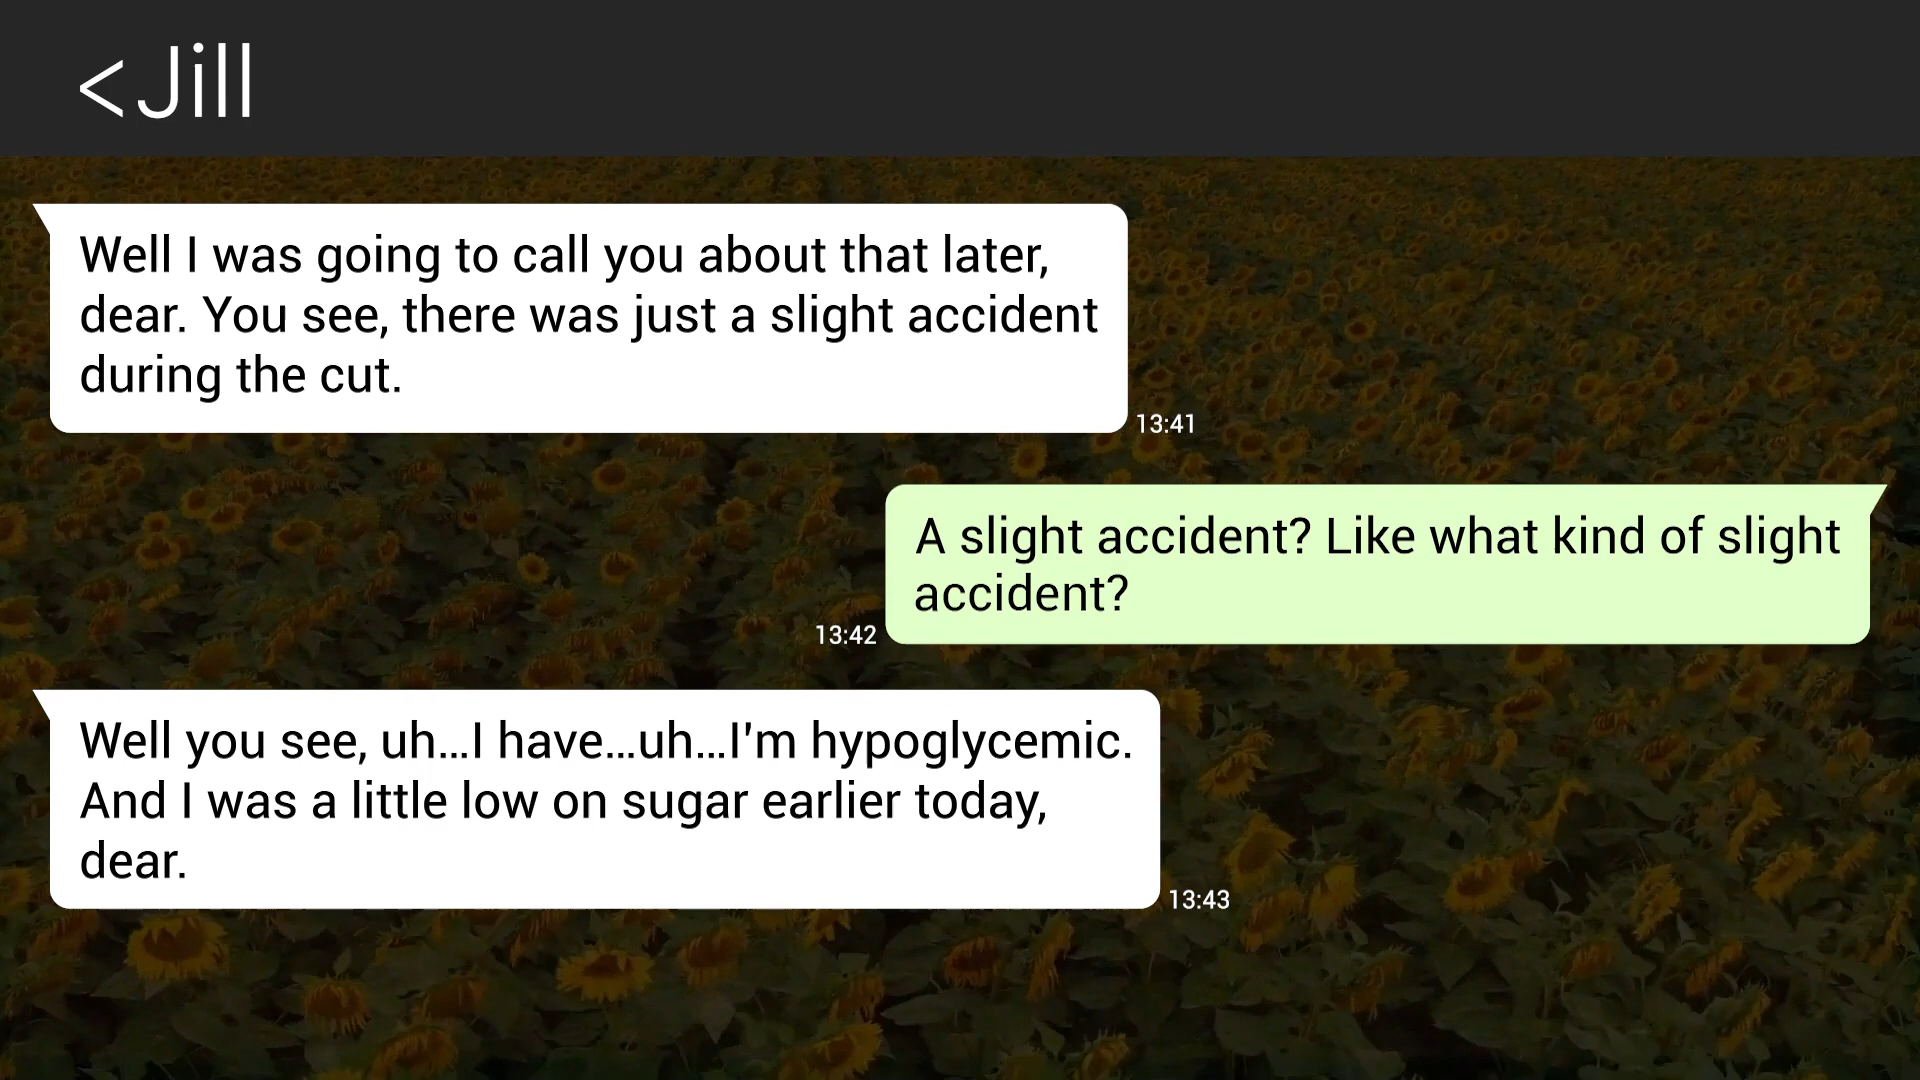 <Jill
Well I was going to call you about that later,
dear. You see, there was just a slight accident
during the cut.
13:41
A slight accident? Like what kind of slight
accident?
13:42
Well you see, uh...I have...uh...I'm hypoglycemic.
And I was a little low on sugar earlier today,
dear.
13:43